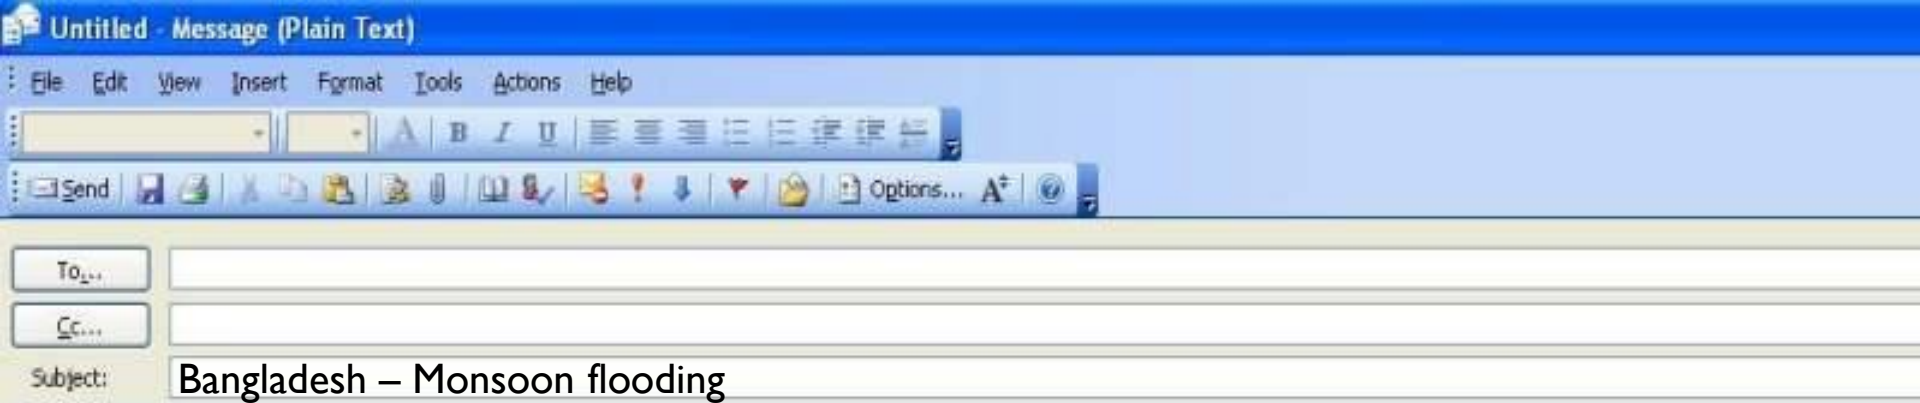 Untitled - Message (Plain Text)
File Edit View Insert Format Tools Actions Help
A B I U
Send Options... A
To...
Cc...
Subject: Bangladesh – Monsoon flooding